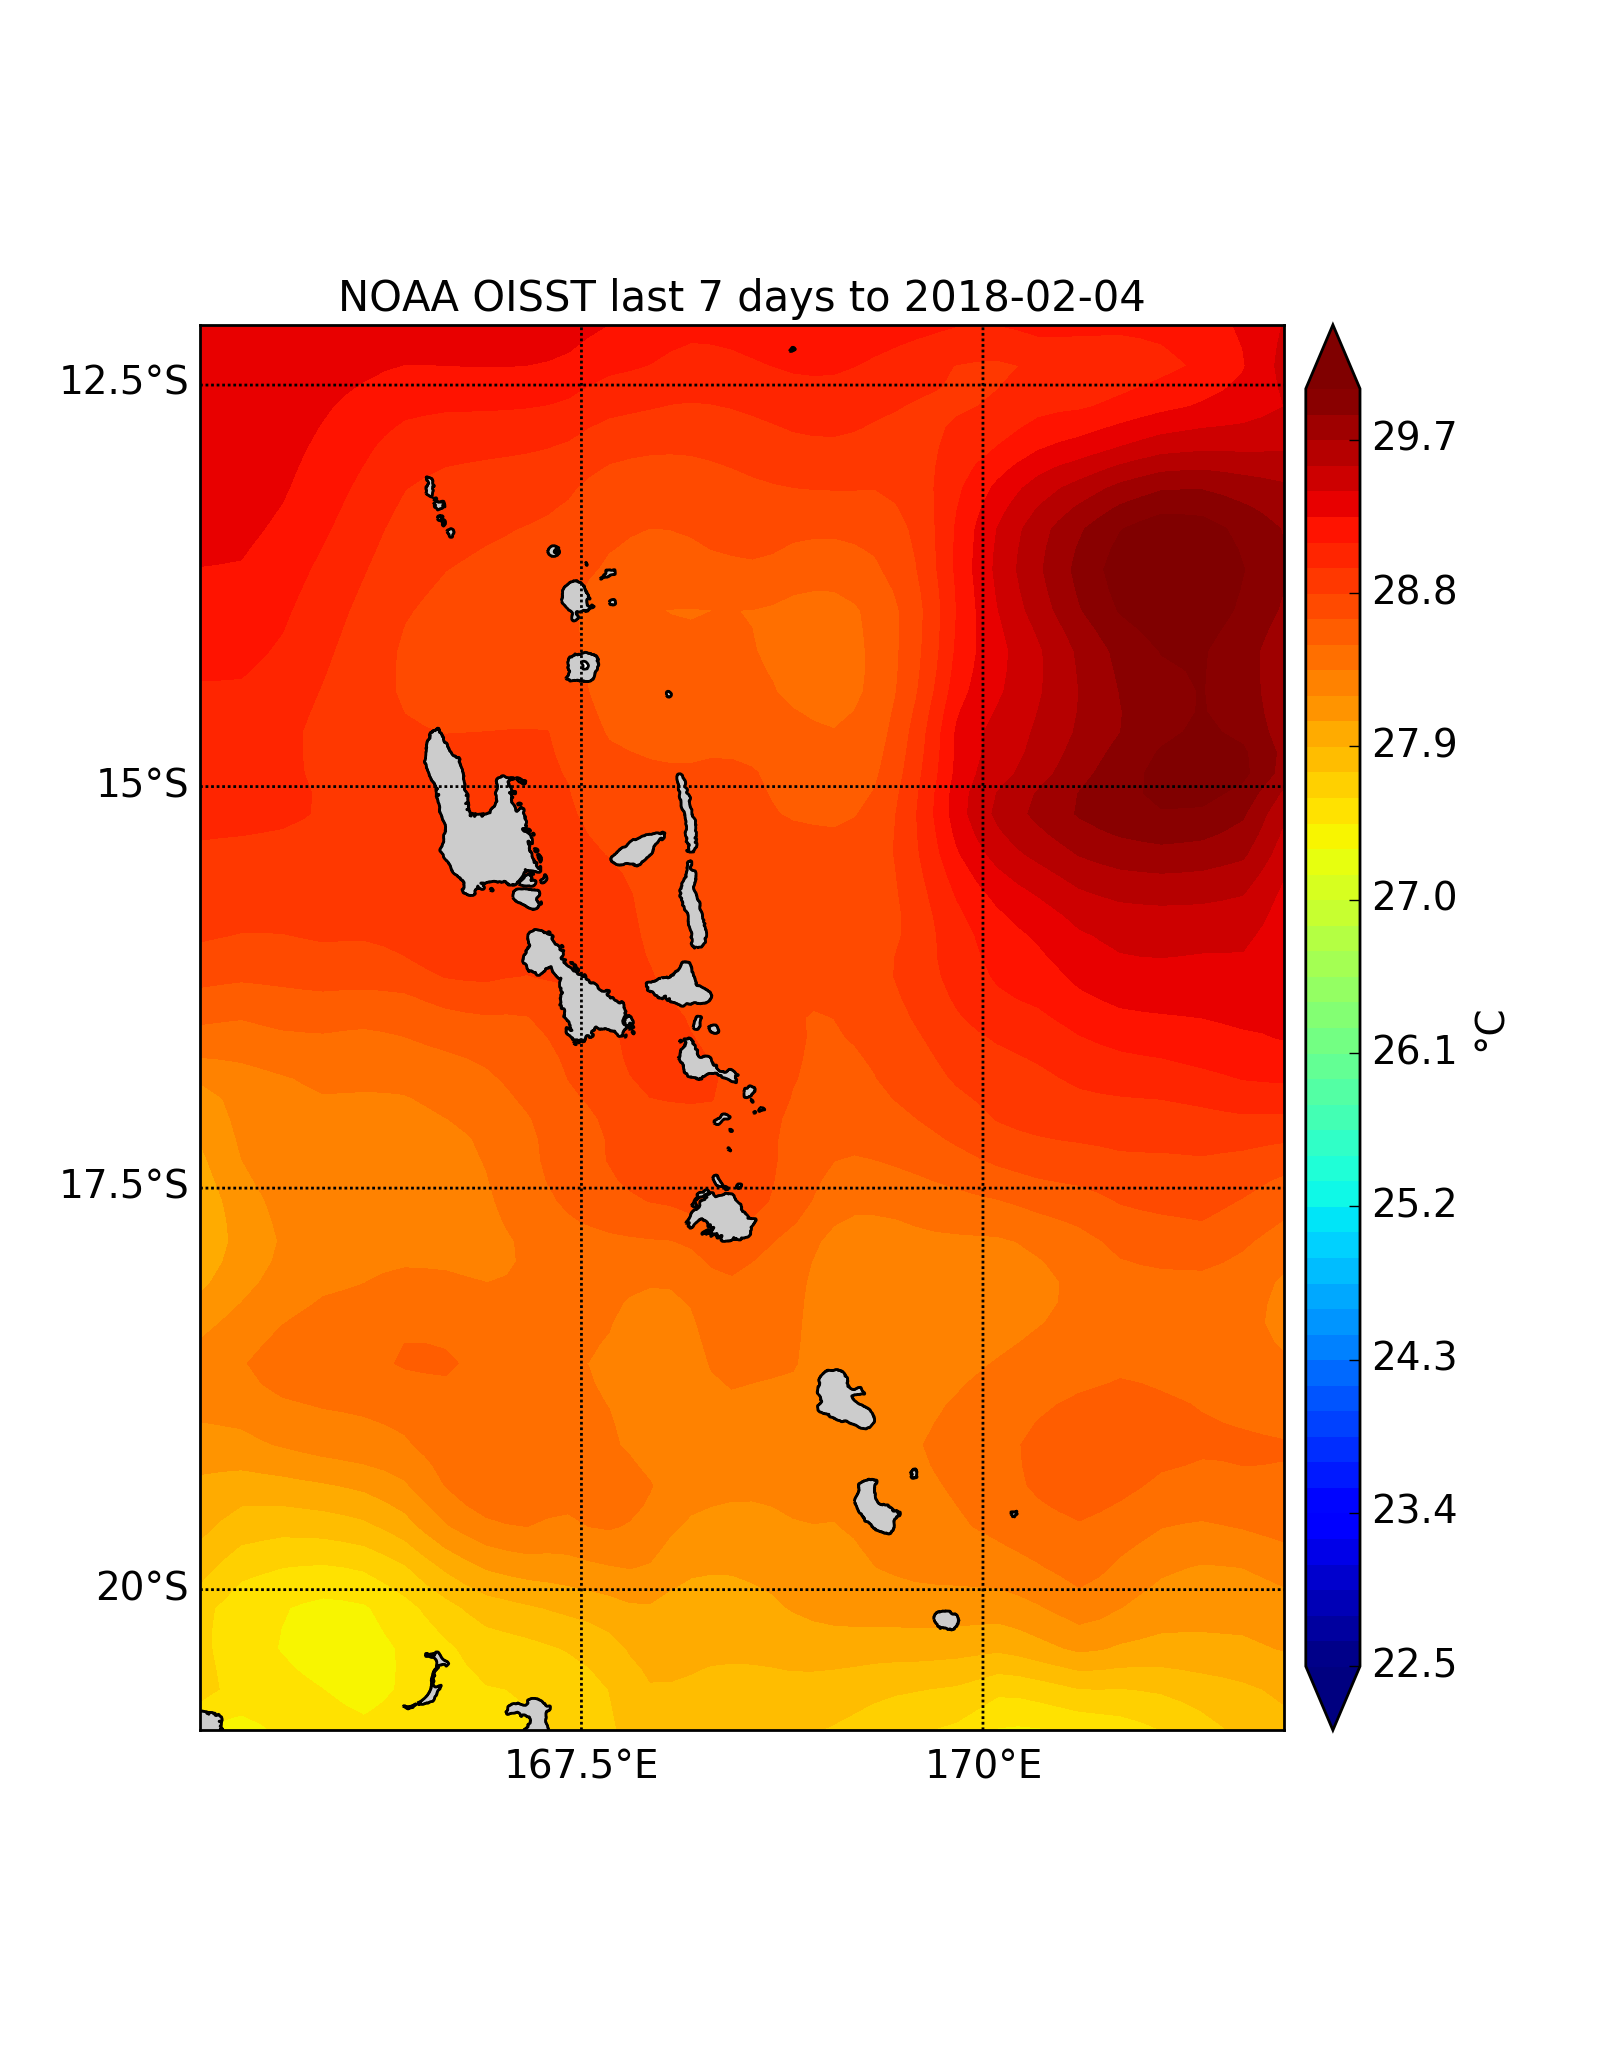 NOAA OISST last 7 days to 2018-02-04
12.5°S
15°S
17.5°S
20°S
167.5°E
170°E
29.7
28.8
27.9
27.0
26.1
25.2
24.3
23.4
22.5
°C